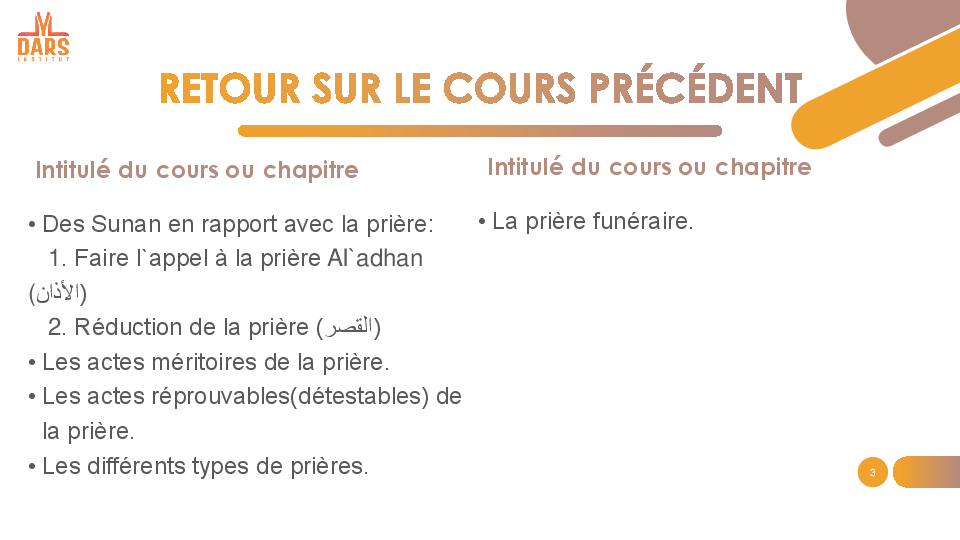 DARS
INSTITUT
RETOUR SUR LE COURS PRÉCÉDENT
Intitulé du cours ou chapitre
• Des Sunan en rapport avec la prière:
1. Faire l`appel à la prière Al`adhan
(الأذان)
2. Réduction de la prière (القصر)
• Les actes méritoires de la prière.
• Les actes réprouvables(détestables) de
la prière.
• Les différents types de prières.
Intitulé du cours ou chapitre
• La prière funéraire.
3